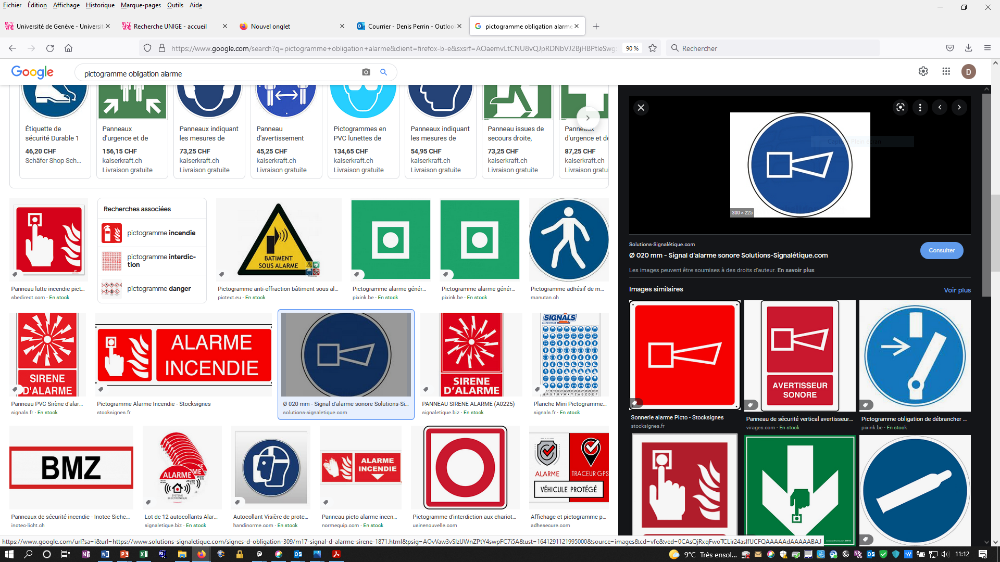 Fichier Édition Affichage Historique Marque-pages Outils Aide
Université de Genève - Universit
Recherche UNIGE - accueil
Nouvel onglet
Courrier - Denis Perrin - Outlool
pictogramme obligation alarme
https://www.google.com/search?q=pictogramme+obligation+alarme&client=firefox-b-e&sxsrf=AOaemvLtCNU8vQJpRDNbVJ2BjHBPtleSwg
90 %
Rechercher
Google
pictogramme obligation alarme
D
Étiquette de
sécurité Durable 1
46,20 CHF
Schäfer Shop Sch...
Panneaux
d'urgence et de
156,15 CHF
kaiserkraft.ch
Livraison gratuite
Panneaux indiquant
les mesures de
73,25 CHF
kaiserkraft.ch
Livraison gratuite
Panneau
d'avertissement
45,25 CHF
kaiserkraft.ch
Livraison gratuite
Pictogrammes en
PVC lunettes de
134,65 CHF
kaiserkraft.ch
Livraison gratuite
Panneaux indiquant
les mesures de
54,95 CHF
kaiserkraft.ch
Livraison gratuite
Panneau issues de
secours droite,
73,25 CHF
kaiserkraft.ch
Livraison gratuite
Panneaux
d'urgence et de
87,25 CHF
kaiserkraft.ch
Livraison gratui
Panneau lutte incendie pict...
sbedirect.com · En stock
Recherches associées
pictogramme incendie
pictogramme interdic-
tion
pictogramme danger
BATIMENT
SOUS ALARME
Pictogramme anti-effraction bâtiment sous al...
pictext.eu · En stock
Pictogramme alarme génér...
pixink.be · En stock
Pictogramme alarme génér...
pixink.be · En stock
Pictogramme adhésif de m...
manutan.ch
SIRENE
D'ALARME
Panneau PVC Sirène d'alar...
signals.fr · En stock
ALARME
INCENDIE
Pictogramme Alarme Incendie - Stocksignes
stocksignes.fr
Ø 020 mm - Signal d'alarme sonore Solutions-Si...
solutions-signaletique.com
SIRENE
D'ALARME
PANNEAU SIRENE ALARME (A0225)
signaletique.biz · En stock
SIGNALS
LA ROCHELLE
Planche Mini Pictogramme...
signals.fr · En stock
BMZ
Panneaux de sécurité incendie - Inotec Siche...
inotec-licht.ch
ALARME
24/24H
7/7J
SYSTEME
ELECTRONIQUE
Lot de 12 autocollants Alar...
signaletique.biz · En stock
Autocollant Visière de prote...
handinorme.com · En stock
ALARME
INCENDIE
Panneau picto alarme incen...
normequip.com · En stock
Pictogramme d'interdiction aux chariot...
usinenouvelle.com
ALARME
TRACEUR GPS
VÉHICULE PROTÉGÉ
Affichage et pictogramme p...
adhesecure.com
Capture Plein écran
300 × 225
Solutions-Signalétique.com
Ø 020 mm - Signal d'alarme sonore Solutions-Signalétique.com
Consulter
Les images peuvent être soumises à des droits d'auteur. En savoir plus
Images similaires
Voir plus
Sonnerie alarme Picto - Stocksignes
stocksignes.fr
AVERTISSEUR
SONORE
Panneau de sécurité vertical avertisseur...
virages.com · En stock
Pictogramme obligation de débrancher ...
pixink.be · En stock
https://www.google.com/url?sa=i&url=https://www.solutions-signaletique.com/signes-d-obligation-309/m17-signal-d-alarme-sirene-1871.html&psig=AOvVaw3vSIzUWnZPtY4swpFC7i5A&ust=1641291121995000&source=images&cd=vfe&ved=0CAsQjRxqFwoTCLir24aslfUCFQAAAAAdAAAAABAJ
9°C Très ensol...
11:12